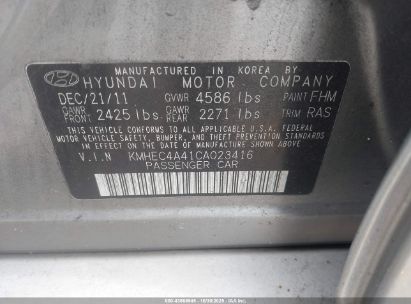 MANUFACTURED IN KOREA BY
HYUNDAI MOTOR COMPANY
DEC/21/11 GVWR 4586 lbs PAINT FHM
GAWR FRONT 2425 lbs. GAWR REAR 2271 lbs TRIM RAS
THIS VEHICLE CONFORMS TO ALL APPLICABLE U.S.A. FEDERAL
MOTOR VEHICLE SAFETY, BUMPER, AND THEFT PREVENTION
STANDARDS IN EFFECT ON THE DATE OF MANUFACTURE SHOWN ABOVE.
V.I.N KMHEC4A41CA023416
PASSENGER CAR